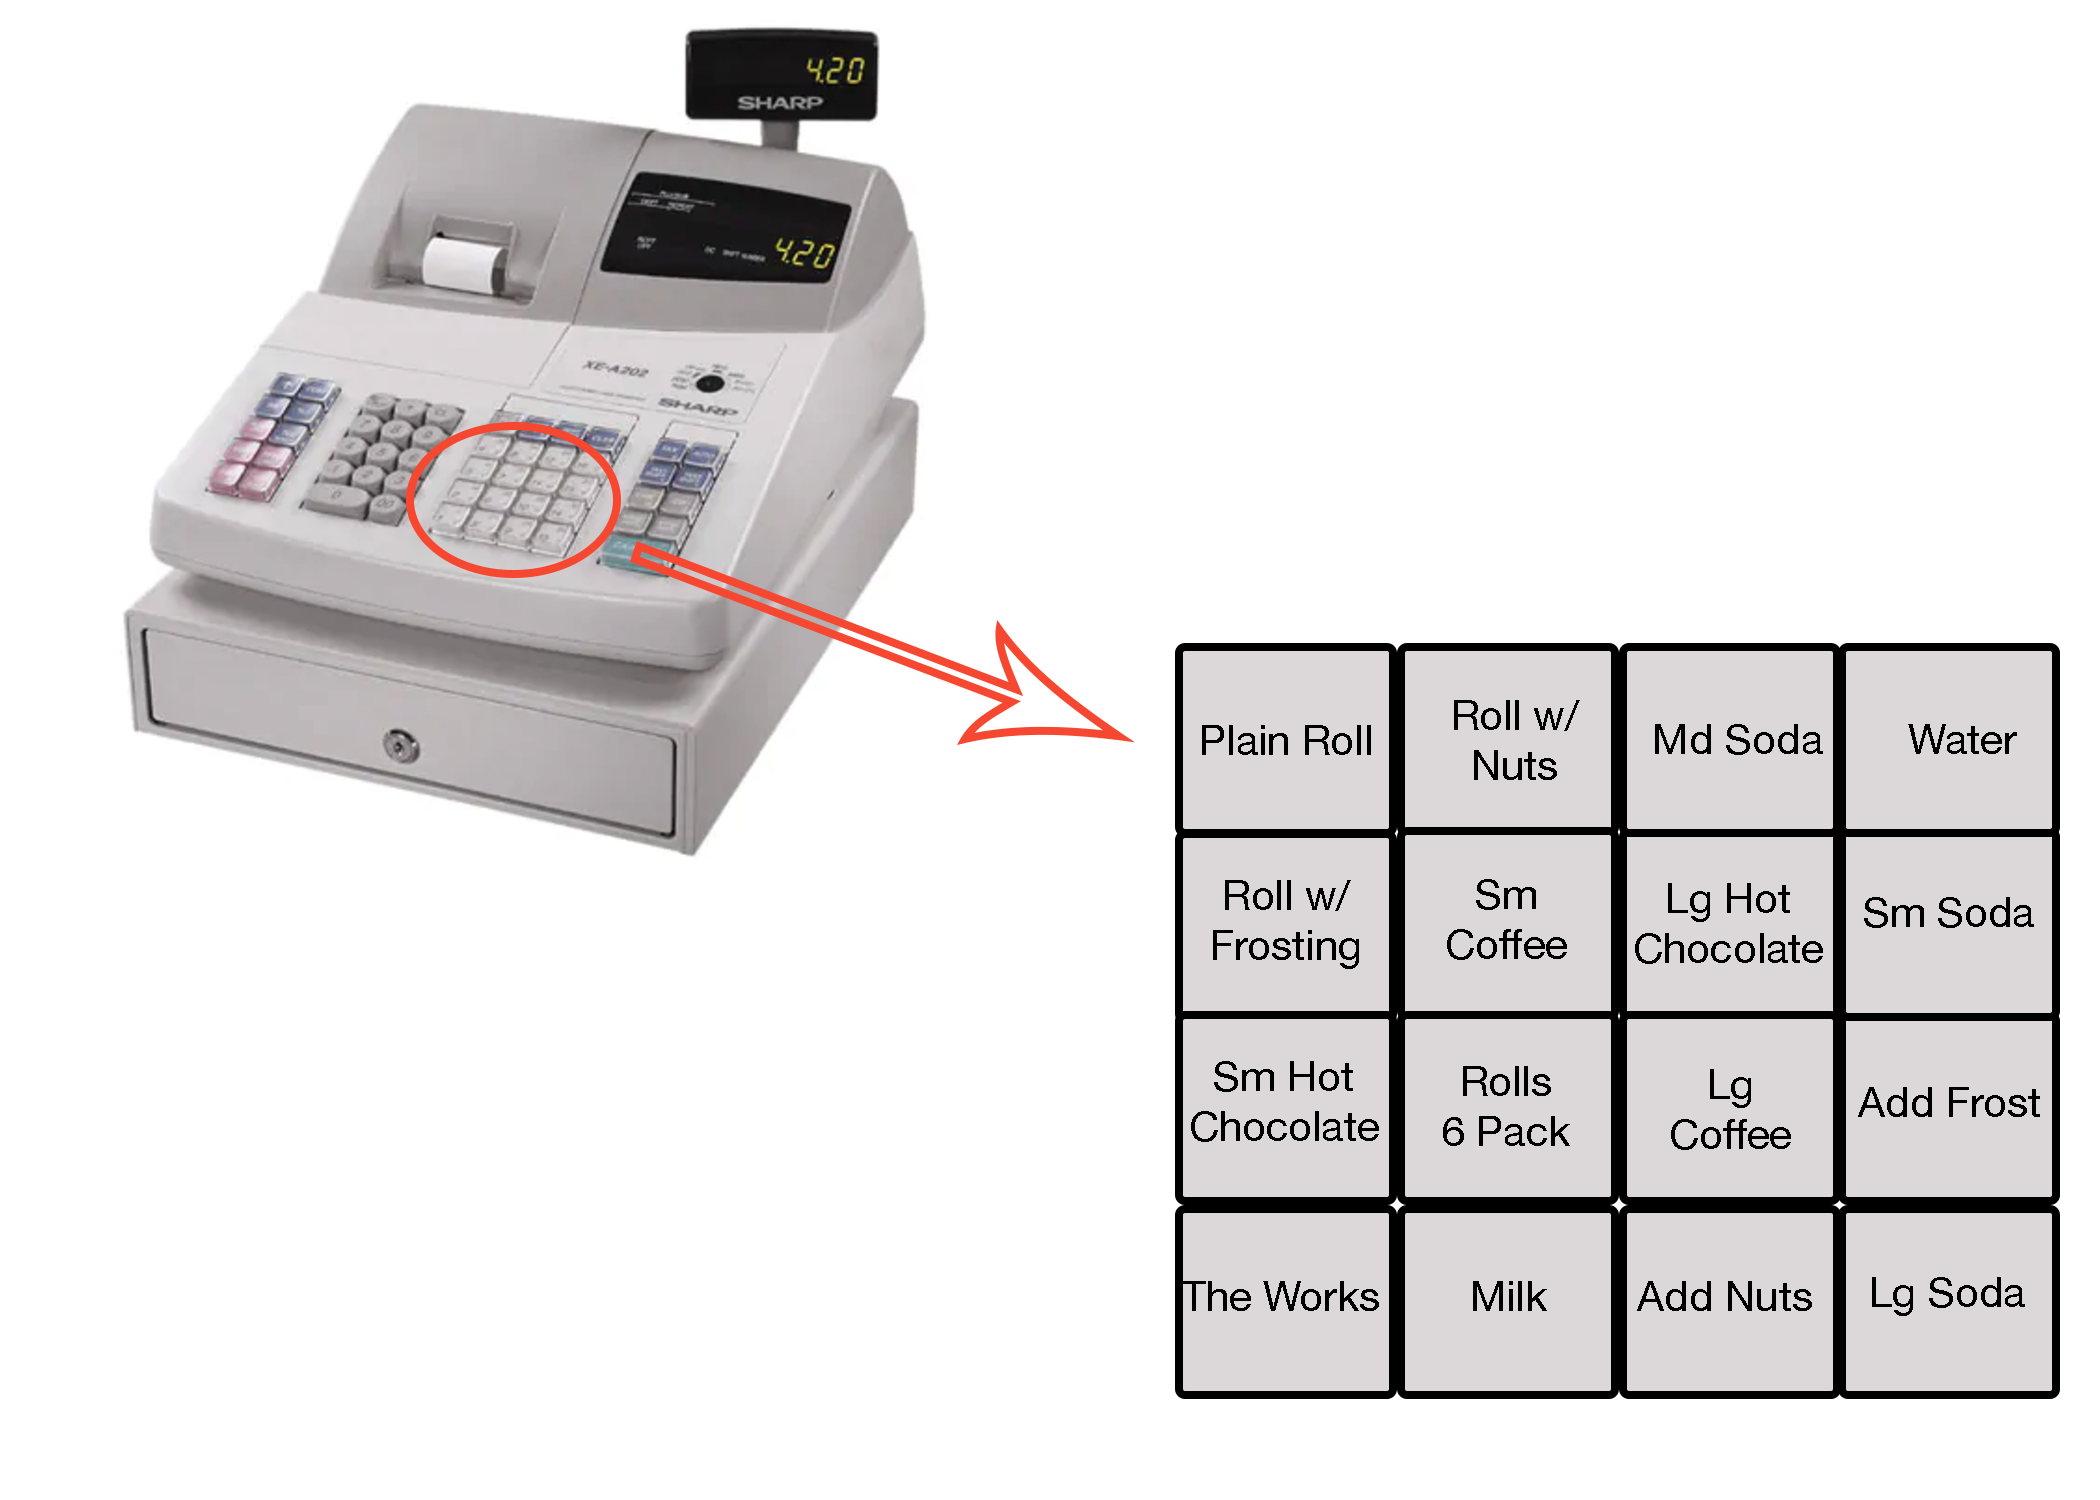 4.20
SHARP
4.20
XE-A202
SHARP
Plain Roll
Roll w/
Nuts
Md Soda
Water
Roll w/
Frosting
Sm
Coffee
Lg Hot
Chocolate
Sm Soda
Sm Hot
Chocolate
Rolls
6 Pack
Lg
Coffee
Add Frost
The Works
Milk
Add Nuts
Lg Soda